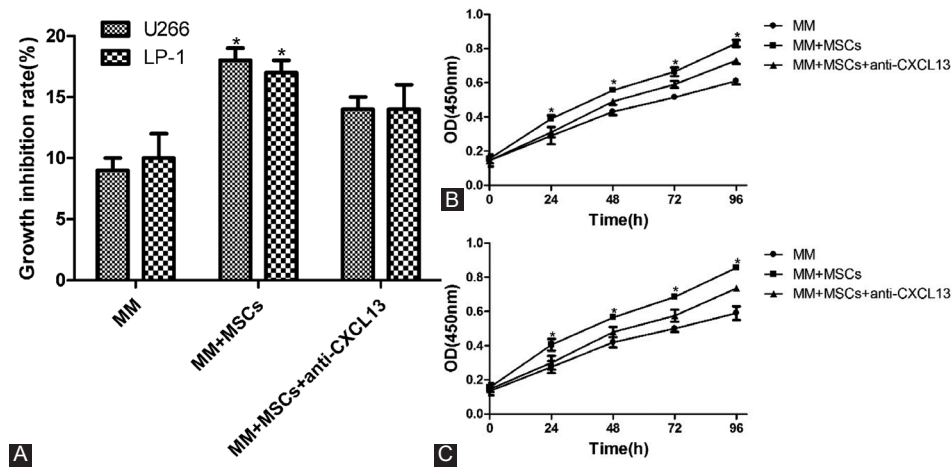 U266
LP-1
Growth inhibition rate(%)
20
15
10
5
0
* *
MM
MM+MSCs
MM+MSCs+anti-CXCL13
A
OD(450nm)
1.0
0.8
0.6
0.4
0.2
0.0
* * * *
0 24 48 72 96
Time(h)
MM
MM+MSCs
MM+MSCs+anti-CXCL13
B
OD(450nm)
1.0
0.8
0.6
0.4
0.2
0.0
* * * *
0 24 48 72 96
Time(h)
MM
MM+MSCs
MM+MSCs+anti-CXCL13
C